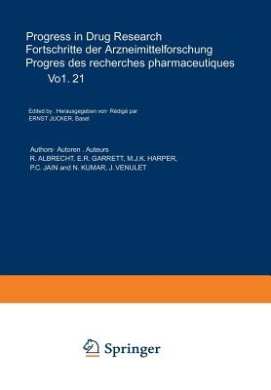 Progress in Drug Research
Fortschritte der Arzneimittelforschung
Progres des recherches pharmaceutiques
Vo1. 21
Edited by . Herausgegeben von· Rédigé par
ERNST JUCKER, Basel
Authors· Autoren . Auteurs
R. ALBRECHT, E.R. GARRETT, M.J.K. HARPER,
P.C. JAIN and N. KUMAR, J. VENULET
Springer